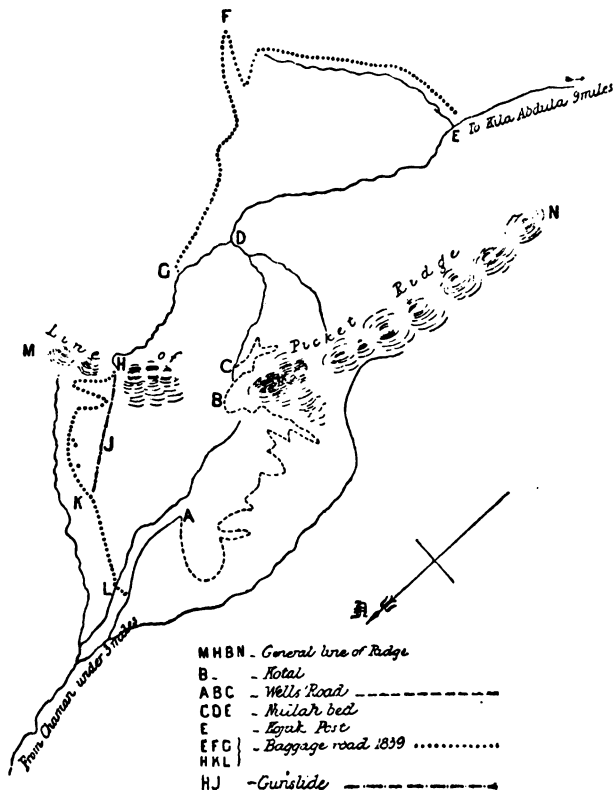 F
To Kila Abdula 9 miles
E
N
D
G
Picket Ridge
Line of
M
H
C
B
J
K
A
L
N
From Chaman under 3 miles
MHBN - General line of Ridge
B. - Kotal
ABC - Wells' Road
CDE - Nullah bed
E - Kojak Post
EFG } - Baggage road 1839
HKL }
HJ - Gunslide